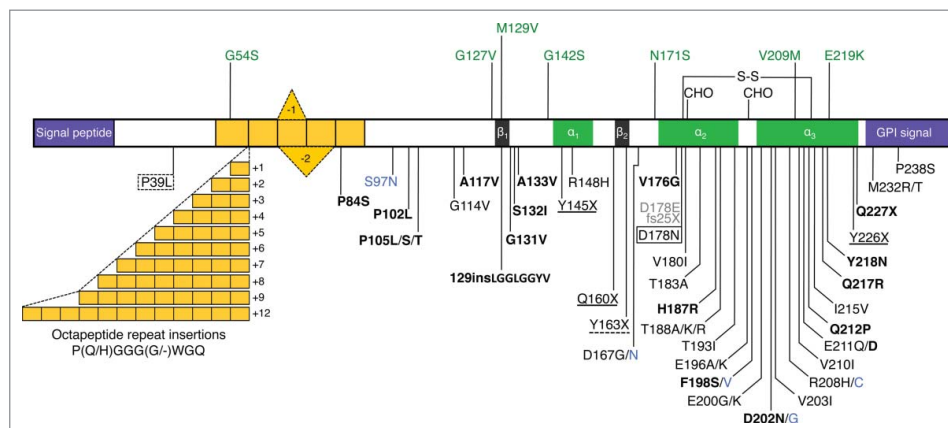 M129V
G54S
G127V
G142S
N171S
V209M
E219K
S-S
CHO
CHO
-1
Signal peptide
β1
α1
β2
α2
α3
GPI signal
-2
P39L
+1
+2
+3
+4
+5
+6
+7
+8
+9
+12
Octapeptide repeat insertions
P(Q/H)GGG(G/-)WGQ
S97N
P84S
P102L
P105L/S/T
A117V
G114V
A133V
S132I
G131V
129insLGGLGGYV
R148H
Y145X
Q160X
Y163X
D167G/N
V176G
D178E
fs25X
D178N
V180I
T183A
H187R
T188A/K/R
T193I
E196A/K
F198S/V
E200G/K
D202N/G
V203I
R208H/C
V210I
E211Q/D
Q212P
I215V
Q217R
Y218N
Y226X
Q227X
M232R/T
P238S